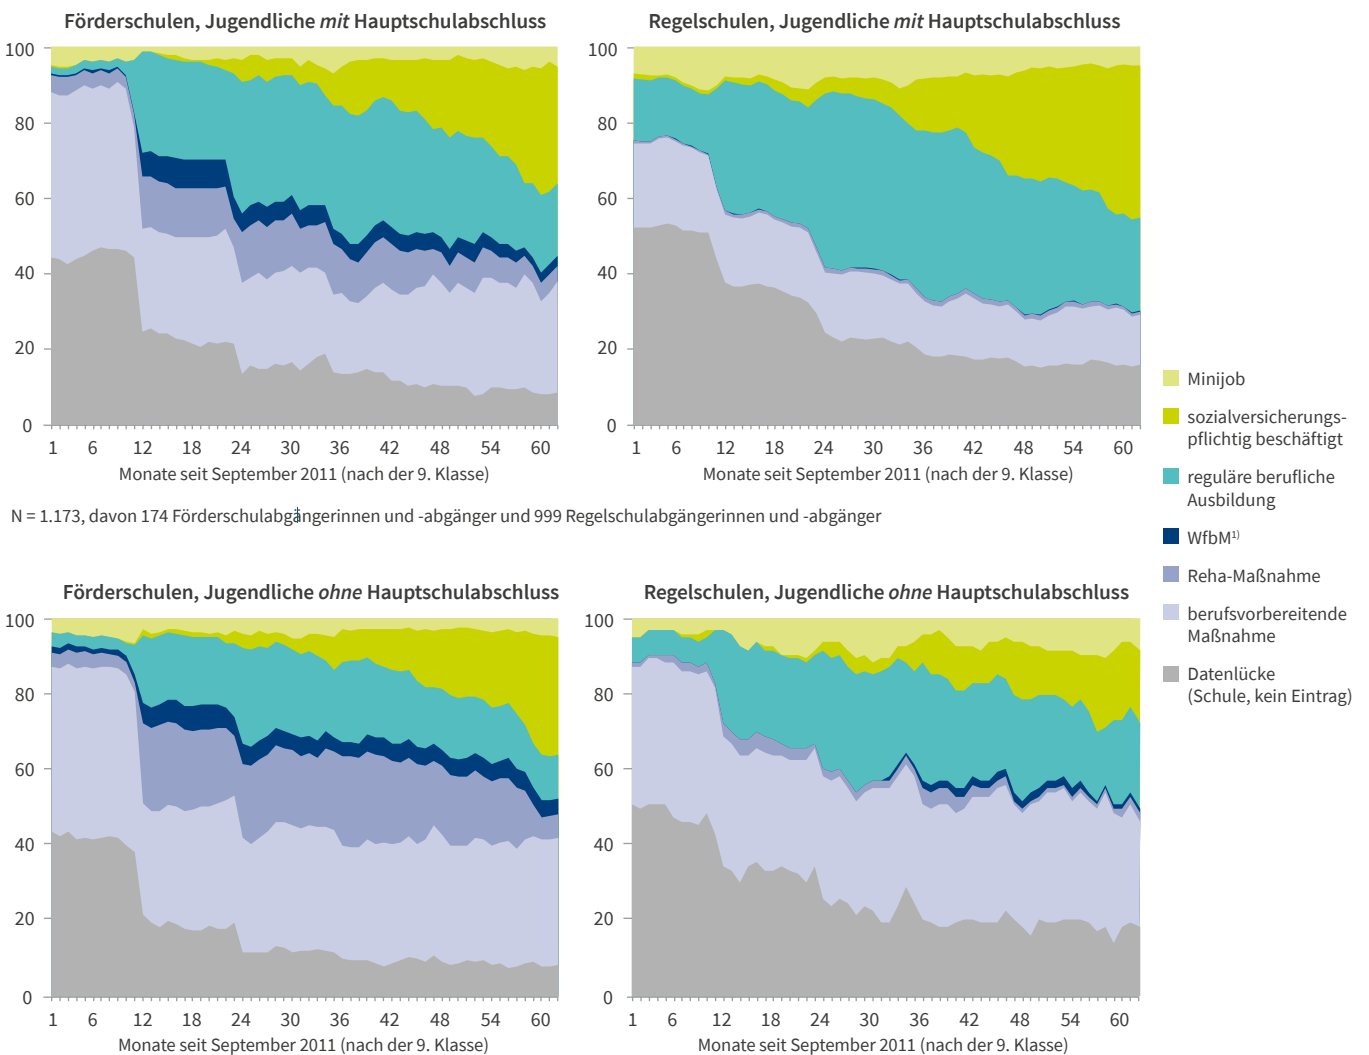 Förderschulen, Jugendliche mit Hauptschulabschluss
100
80
60
40
20
0
1 6 12 18 24 30 36 42 48 54 60
Monate seit September 2011 (nach der 9. Klasse)
Regelschulen, Jugendliche mit Hauptschulabschluss
100
80
60
40
20
0
1 6 12 18 24 30 36 42 48 54 60
Monate seit September 2011 (nach der 9. Klasse)
N = 1.173, davon 174 Förderschulabgängerinnen und -abgänger und 999 Regelschulabgängerinnen und -abgänger
Förderschulen, Jugendliche ohne Hauptschulabschluss
100
80
60
40
20
0
1 6 12 18 24 30 36 42 48 54 60
Monate seit September 2011 (nach der 9. Klasse)
Regelschulen, Jugendliche ohne Hauptschulabschluss
100
80
60
40
20
0
1 6 12 18 24 30 36 42 48 54 60
Monate seit September 2011 (nach der 9. Klasse)
Minijob
sozialversicherungs-
pflichtig beschäftigt
reguläre berufliche
Ausbildung
WfbM¹⁾
Reha-Maßnahme
berufsvorbereitende
Maßnahme
Datenlücke
(Schule, kein Eintrag)